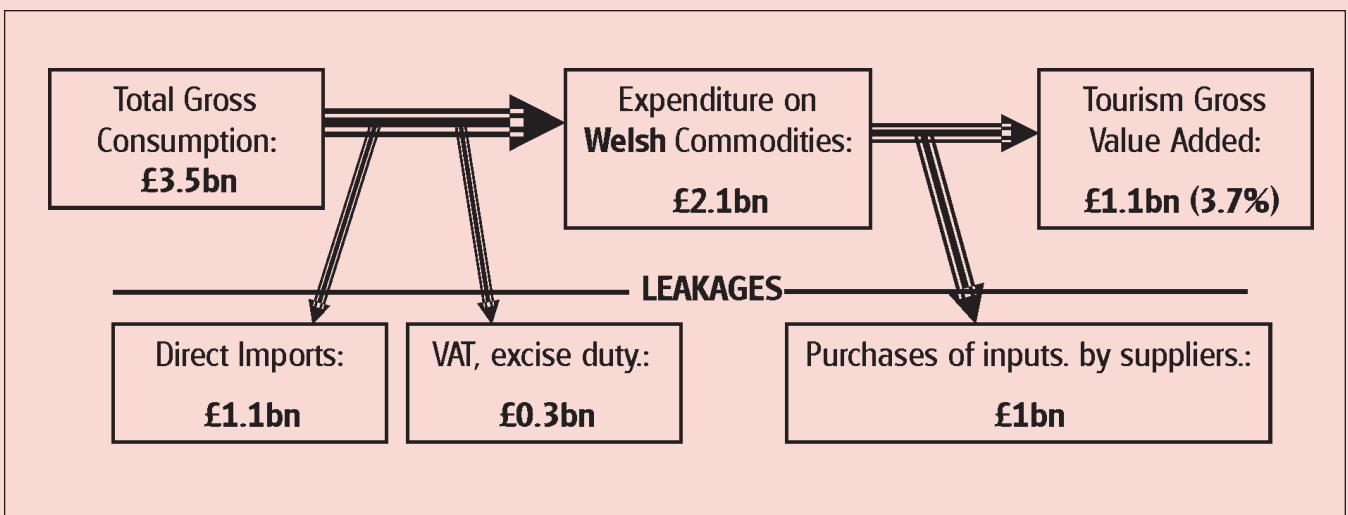 Total Gross
Consumption:
£3.5bn
Expenditure on
Welsh Commodities:
£2.1bn
Tourism Gross
Value Added:
£1.1bn (3.7%)
LEAKAGES
Direct Imports:
£1.1bn
VAT, excise duty.:
£0.3bn
Purchases of inputs. by suppliers.:
£1bn